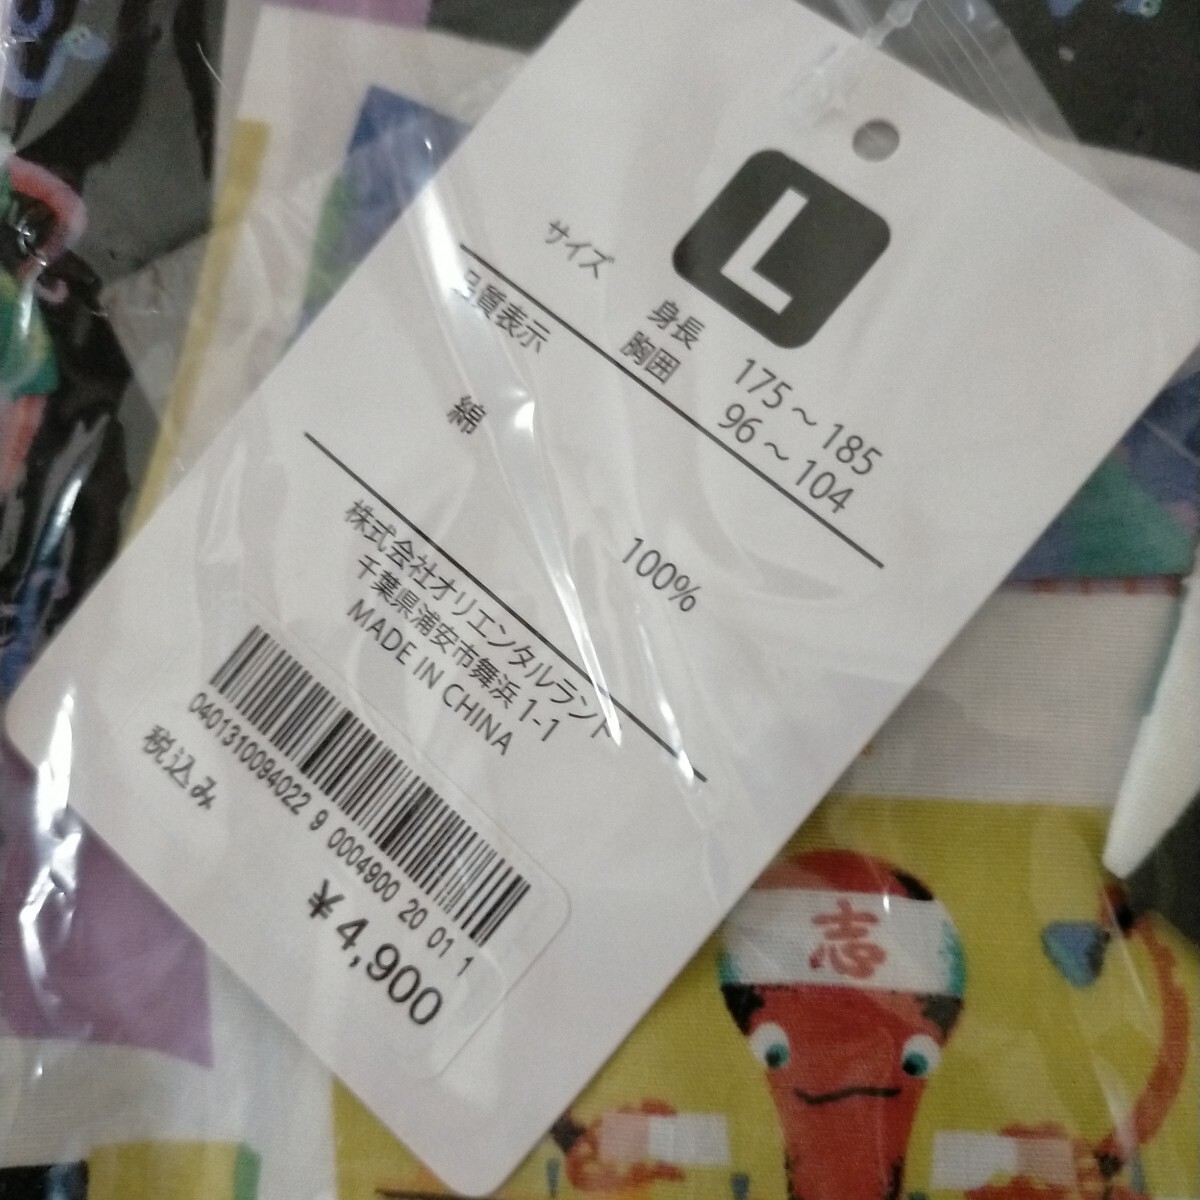 L
サイズ
身長 175～185
胸囲 96～104
品質表示
綿 100%
株式会社オリエンタルランド
千葉県浦安市舞浜 1-1
MADE IN CHINA
0401310094022 9 0004900 20 01 1
税込み
¥4,900
志